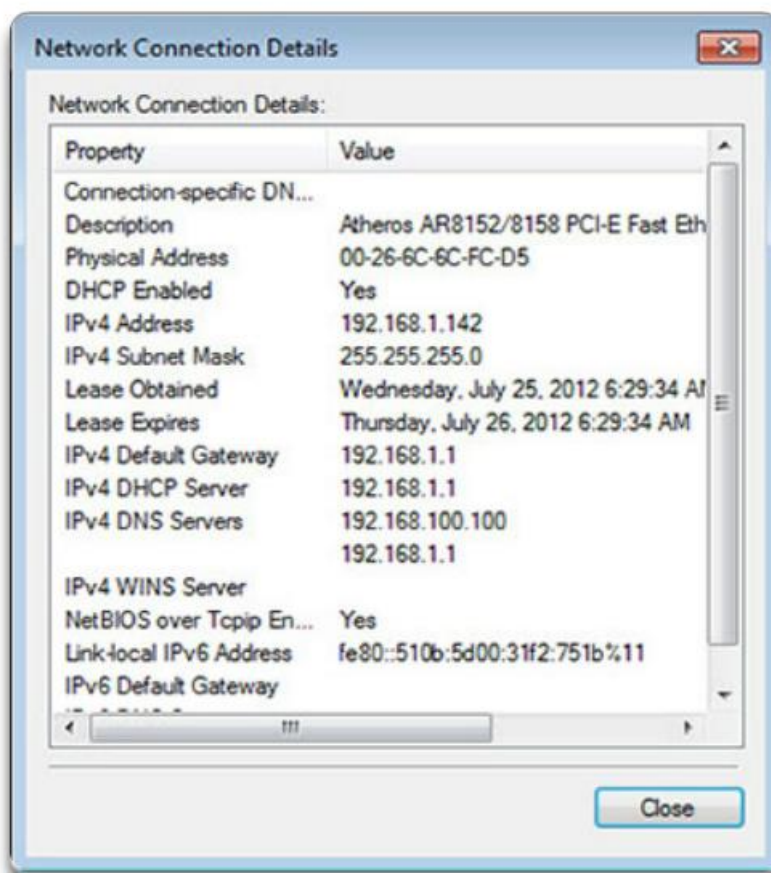 Network Connection Details
Network Connection Details:
Property Value
Connection-specific DN...
Description Atheros AR8152/8158 PCI-E Fast Eth
Physical Address 00-26-6C-6C-FC-D5
DHCP Enabled Yes
IPv4 Address 192.168.1.142
IPv4 Subnet Mask 255.255.255.0
Lease Obtained Wednesday, July 25, 2012 6:29:34 AM
Lease Expires Thursday, July 26, 2012 6:29:34 AM
IPv4 Default Gateway 192.168.1.1
IPv4 DHCP Server 192.168.1.1
IPv4 DNS Servers 192.168.100.100
192.168.1.1
IPv4 WINS Server
NetBIOS over Tcpip En... Yes
Link-local IPv6 Address fe80::510b:5d00:31f2:751b%11
IPv6 Default Gateway
Close